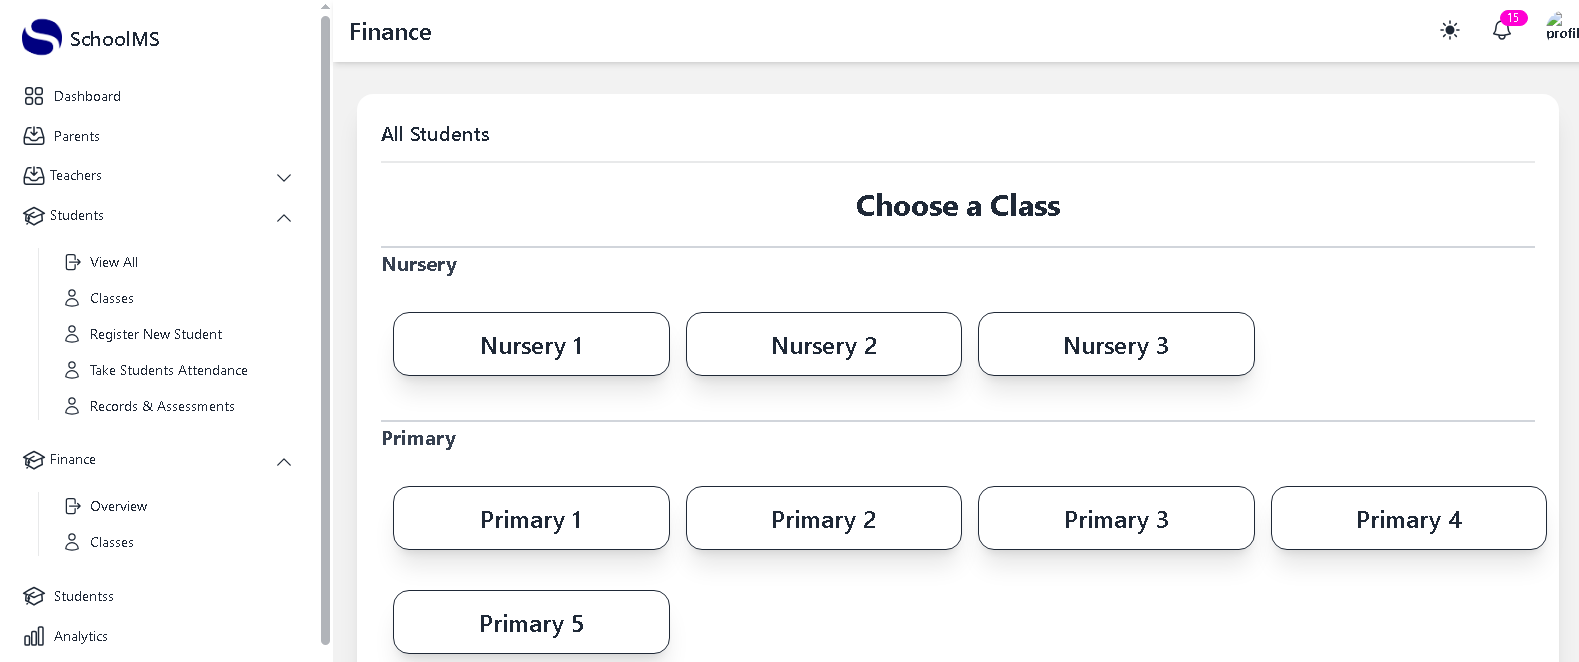 SchoolMS
Dashboard
Parents
Teachers
Students
View All
Classes
Register New Student
Take Students Attendance
Records & Assessments
Finance
Overview
Classes
Studentss
Analytics
Finance
15
profil
All Students
Choose a Class
Nursery
Nursery 1
Nursery 2
Nursery 3
Primary
Primary 1
Primary 2
Primary 3
Primary 4
Primary 5